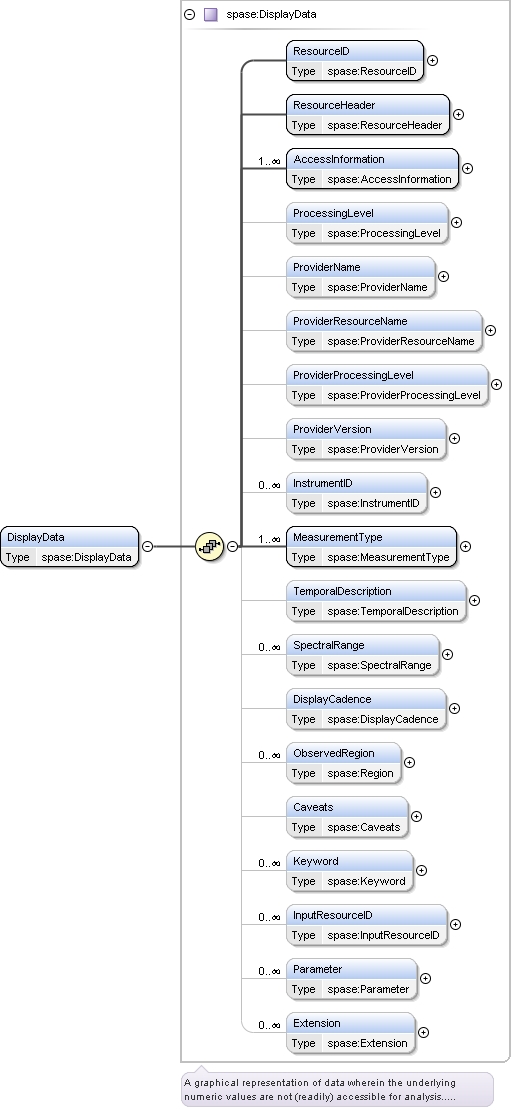 spase:DisplayData
ResourceID
Type spase:ResourceID
ResourceHeader
Type spase:ResourceHeader
1..∞
AccessInformation
Type spase:AccessInformation
ProcessingLevel
Type spase:ProcessingLevel
ProviderName
Type spase:ProviderName
ProviderResourceName
Type spase:ProviderResourceName
ProviderProcessingLevel
Type spase:ProviderProcessingLevel
ProviderVersion
Type spase:ProviderVersion
0..∞
InstrumentID
Type spase:InstrumentID
DisplayData
Type spase:DisplayData
1..∞
MeasurementType
Type spase:MeasurementType
TemporalDescription
Type spase:TemporalDescription
0..∞
SpectralRange
Type spase:SpectralRange
DisplayCadence
Type spase:DisplayCadence
0..∞
ObservedRegion
Type spase:Region
Caveats
Type spase:Caveats
0..∞
Keyword
Type spase:Keyword
0..∞
InputResourceID
Type spase:InputResourceID
0..∞
Parameter
Type spase:Parameter
0..∞
Extension
Type spase:Extension
A graphical representation of data wherein the underlying
numeric values are not (readily) accessible for analysis.....